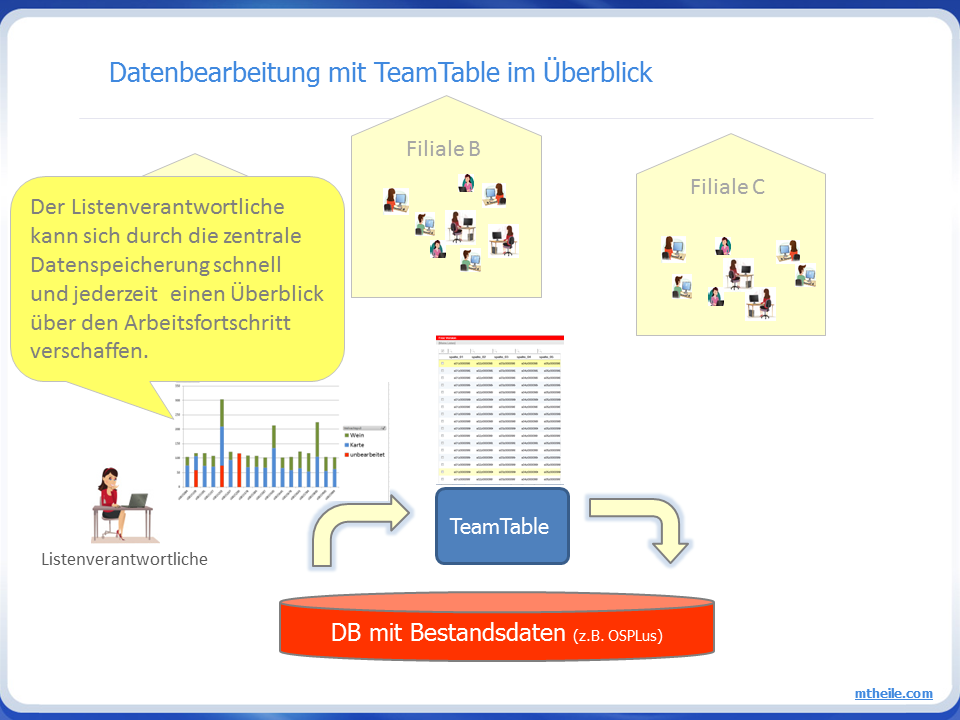 Datenbearbeitung mit TeamTable im Überblick
Filiale B
Filiale C
Der Listenverantwortliche
kann sich durch die zentrale
Datenspeicherung schnell
und jederzeit einen Überblick
über den Arbeitsfortschritt
verschaffen.
Wein
Karte
unbearbeitet
TeamTable
Listenverantwortliche
DB mit Bestandsdaten (z.B. OSPLus)
mtheile.com